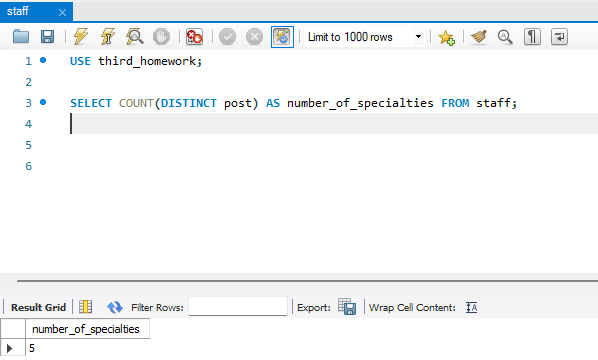 staff
Limit to 1000 rows
1 USE third_homework;
2
3 SELECT COUNT(DISTINCT post) AS number_of_specialties FROM staff;
4
5
6
Result Grid Filter Rows: Export: Wrap Cell Content:
number_of_specialties
5